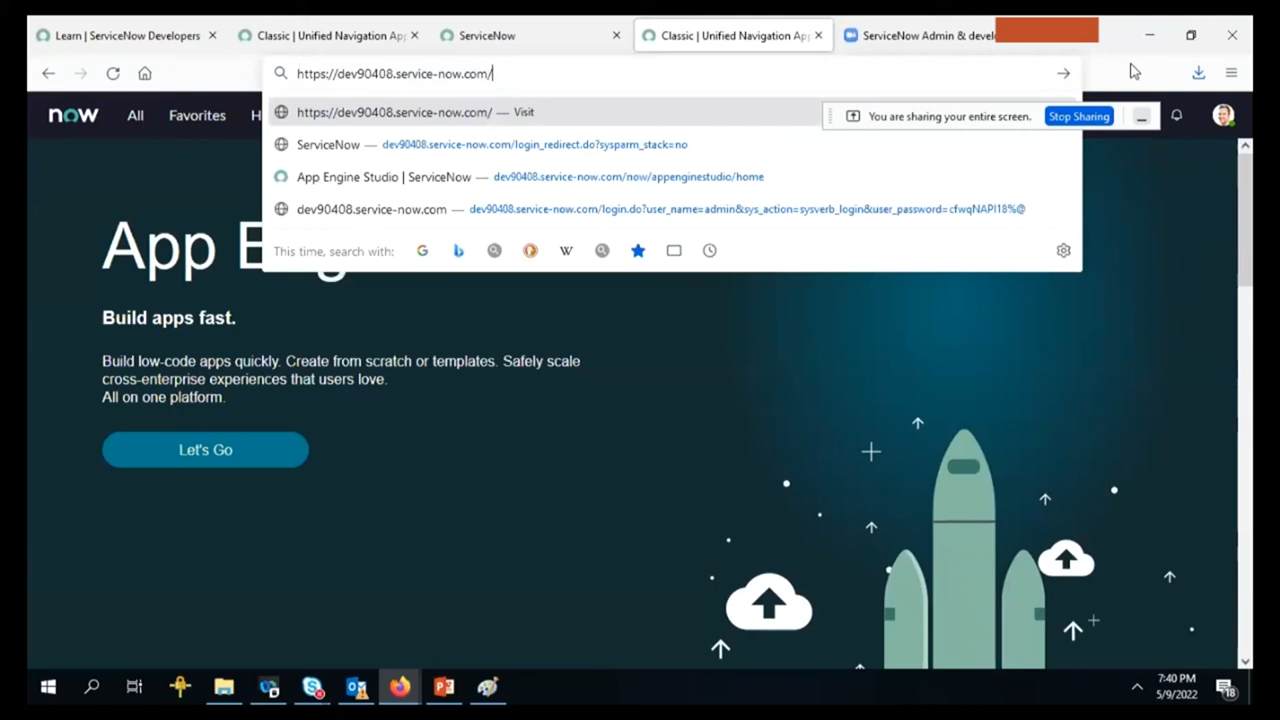 Learn | ServiceNow Developers
Classic | Unified Navigation Ap
ServiceNow
Classic | Unified Navigation Ap
ServiceNow Admin & devel
https://dev90408.service-now.com/
now
All
Favorites
H
https://dev90408.service-now.com/ — Visit
You are sharing your entire screen.
Stop Sharing
ServiceNow — dev90408.service-now.com/login_redirect.do?sysparm_stack=no
App Engine Studio | ServiceNow — dev90408.service-now.com/now/appenginestudio/home
dev90408.service-now.com — dev90408.service-now.com/login.do?user_name=admin&sys_action=sysverb_login&user_password=cfwqNAPI18%@
This time, search with:
App
Build apps fast.
Build low-code apps quickly. Create from scratch or templates. Safely scale
cross-enterprise experiences that users love.
All on one platform.
Let's Go
7:40 PM
5/9/2022
18